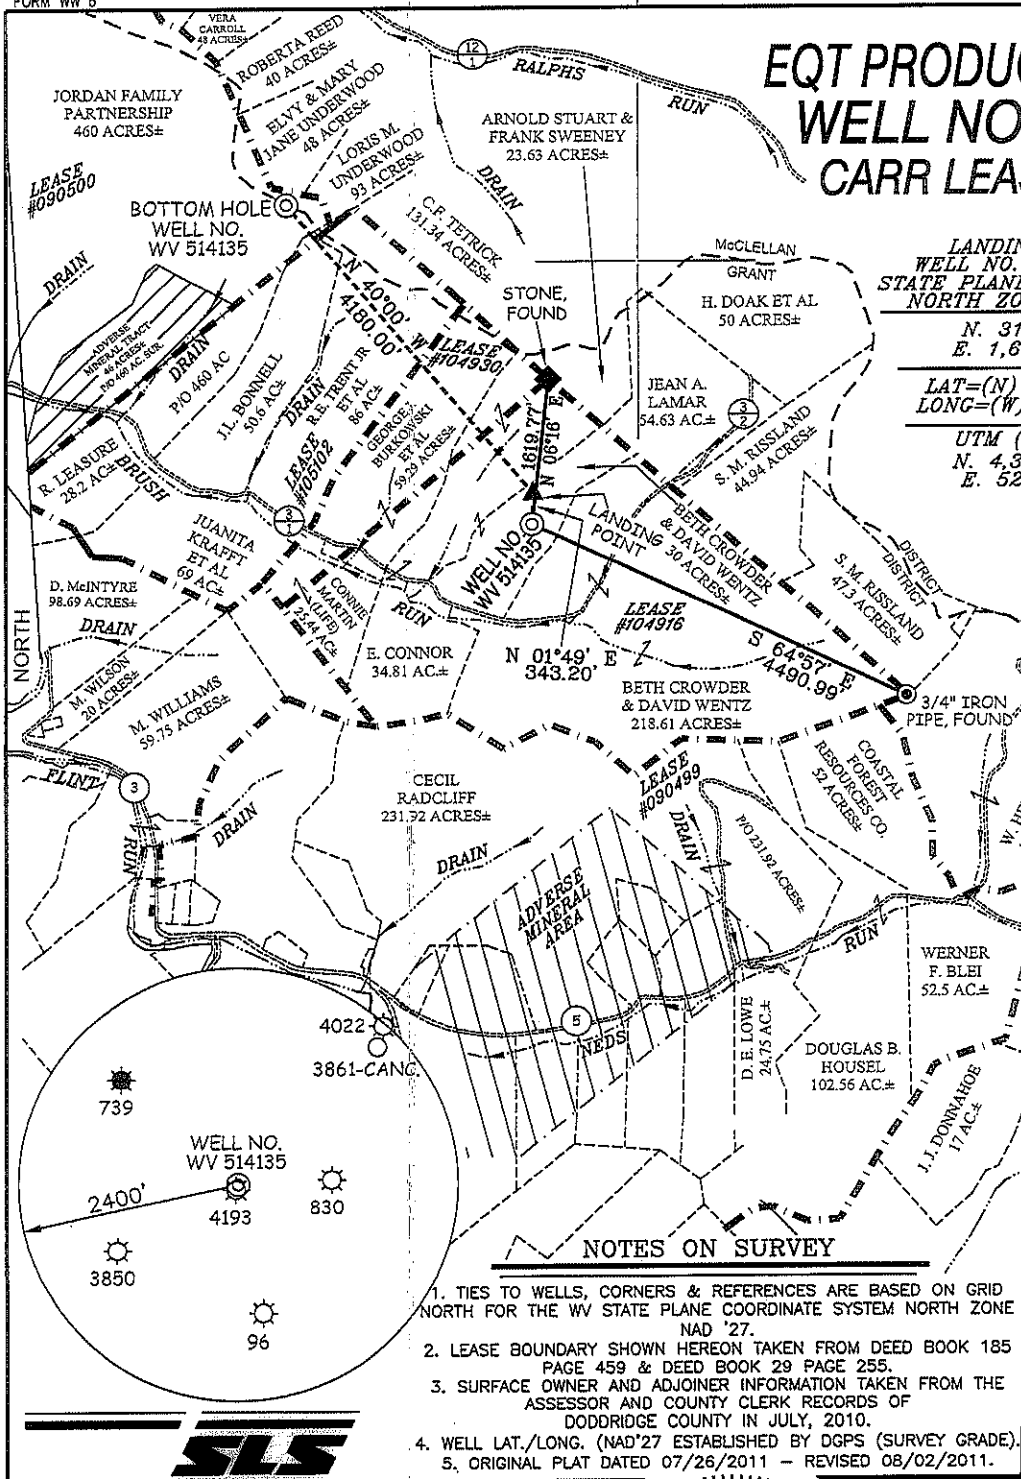 FORM WW 6
VERA
CARROLL
43 ACRES±
ROBERTA REED
40 ACRES±
ELVY & MARY
JANE UNDERWOOD
48 ACRES±
LORIS M.
UNDERWOOD
93 ACRES±
JORDAN FAMILY
PARTNERSHIP
460 ACRES±
LEASE
#090500
12
1
RALPHS
RUN
ARNOLD STUART &
FRANK SWEENEY
23.63 ACRES±
DRAIN
EQT PRODUC
WELL NO
CARR LEA
BOTTOM HOLE
WELL NO.
WV 514135
C.F. TETRICK
131.34 ACRES±
McCLELLAN
GRANT
H. DOAK ET AL
50 ACRES±
LANDIN
WELL NO.
STATE PLANE
NORTH ZO
N. 31
E. 1,6
LAT=(N)
LONG=(W)
UTM (
N. 4,3
E. 52
DRAIN
ADVERSE
MINERAL TRACT
46 ACRES±
P/O 460 AC. SUR.
DRAIN
P/O 460 AC
N 40°00' W
4180.00'
STONE,
FOUND
LEASE
#104930
J.L. BONNELL
50.6 AC±
DRAIN
R.E. TRENT JR
ET AL
86 AC±
GEORGE Z
BURKOWSKI
ET AL
59.29 ACRES±
LEASE
#105102
N 06°16' E
1619.77'
JEAN A.
LAMAR
54.63 AC.±
3
2
S. M. RISSLAND
44.94 ACRES±
R. LEASURE
28.2 AC±
BRUSH
RUN
3
1
JUANITA
KRAFFT
ET AL
69 AC±
LANDING
POINT
WELL NO.
WV 514135
BETH CROWDER
& DAVID WENTZ
30 ACRES±
DISTRICT
DISTRICT
S. M. RISSLAND
47.3 ACRES±
D. McINTYRE
98.69 ACRES±
DRAIN
NORTH
CONNIE
MARTIN
(LIFE)
25.44 AC±
LEASE
#104916
E. CONNOR
34.81 AC.±
N 01°49' E
343.20'
S 64°57' E
4490.99'
M. WILSON
20 ACRES±
M. WILLIAMS
59.75 ACRES±
BETH CROWDER
& DAVID WENTZ
218.61 ACRES±
3/4" IRON
PIPE, FOUND
FLINT
RUN
3
DRAIN
CECIL
RADCLIFF
231.92 ACRES±
LEASE
#090499
COASTAL
FOREST
RESOURCES CO.
52 ACRES±
DRAIN
DRAIN
P/O 231.92 ACRES±
ADVERSE
MINERAL
AREA
W. H
RUN
WERNER
F. BLEI
52.5 AC.±
5
NEDS
D. E. LOWE
24.75 AC.±
DOUGLAS B.
HOUSEL
102.56 AC.±
J. J. DONNAHOE
17 AC.±
4022
3861-CANC.
739
WELL NO.
WV 514135
4193
830
2400'
3850
96
NOTES ON SURVEY
1. TIES TO WELLS, CORNERS & REFERENCES ARE BASED ON GRID
NORTH FOR THE WV STATE PLANE COORDINATE SYSTEM NORTH ZONE
NAD '27.
2. LEASE BOUNDARY SHOWN HEREON TAKEN FROM DEED BOOK 185
PAGE 459 & DEED BOOK 29 PAGE 255.
3. SURFACE OWNER AND ADJOINER INFORMATION TAKEN FROM THE
ASSESSOR AND COUNTY CLERK RECORDS OF
DODDRIDGE COUNTY IN JULY, 2010.
4. WELL LAT./LONG. (NAD'27 ESTABLISHED BY DGPS (SURVEY GRADE).
5. ORIGINAL PLAT DATED 07/26/2011 – REVISED 08/02/2011.
SLS